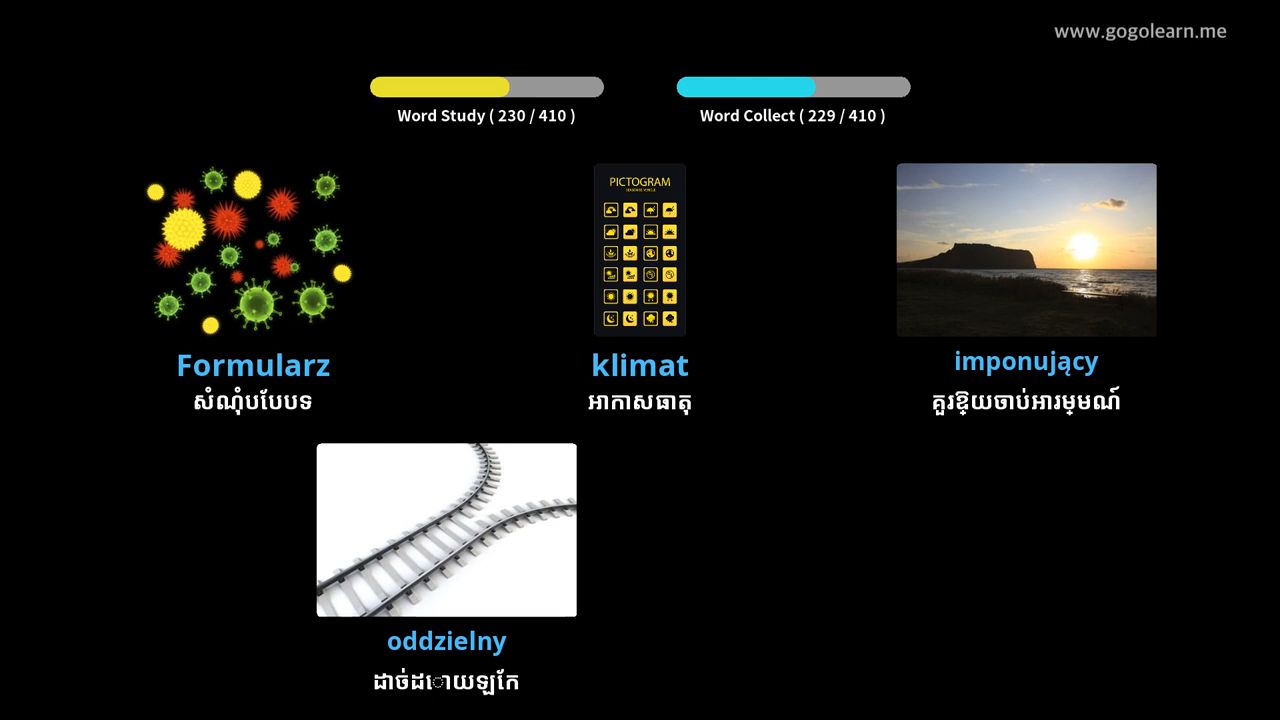 www.gogolearn.me
Word Study ( 230 / 410 )
Word Collect ( 229 / 410 )
PICTOGRAM
Formularz
សំណុំបែបបទ
klimat
អាកាសធាតុ
imponujący
គួរឱ្យចាប់អារម្មណ៍
oddzielny
ដាច់ដោយឡែក